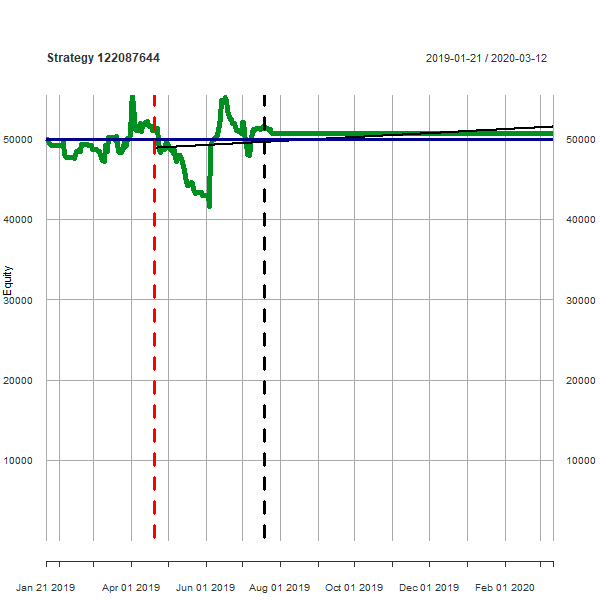 Strategy 122087644
2019-01-21 / 2020-03-12
50000
50000
40000
40000
Equity
30000
30000
20000
20000
10000
10000
Jan 21 2019
Apr 01 2019
Jun 01 2019
Aug 01 2019
Oct 01 2019
Dec 01 2019
Feb 01 2020